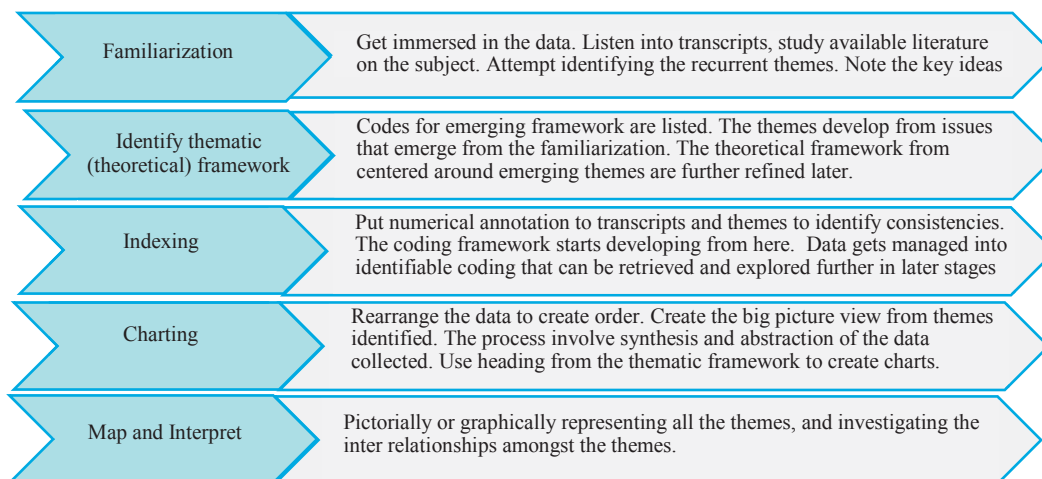 Familiarization
Get immersed in the data. Listen into transcripts, study available literature
on the subject. Attempt identifying the recurrent themes. Note the key ideas
Identify thematic
(theoretical) framework
Codes for emerging framework are listed. The themes develop from issues
that emerge from the familiarization. The theoretical framework from
centered around emerging themes are further refined later.
Indexing
Put numerical annotation to transcripts and themes to identify consistencies.
The coding framework starts developing from here.  Data gets managed into
identifiable coding that can be retrieved and explored further in later stages
Charting
Rearrange the data to create order. Create the big picture view from themes
identified. The process involve synthesis and abstraction of the data
collected. Use heading from the thematic framework to create charts.
Map and Interpret
Pictorially or graphically representing all the themes, and investigating the
inter relationships amongst the themes.